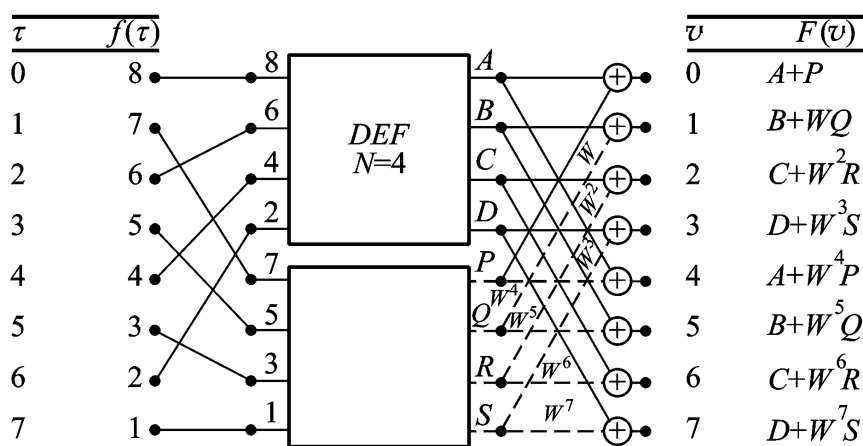 τ f(τ) υ F(υ)
0 8 8 A 0 A+P
1 7 6 B 1 B+WQ
DEF
N=4
W
2 6 4 C 2 C+W²R
W²
3 5 2 D 3 D+W³S
W³
4 4 7 P 4 A+W⁴P
W⁴
5 3 5 Q W⁵ 5 B+W⁵Q
6 2 3 R W⁶ 6 C+W⁶R
7 1 1 S W⁷ 7 D+W⁷S